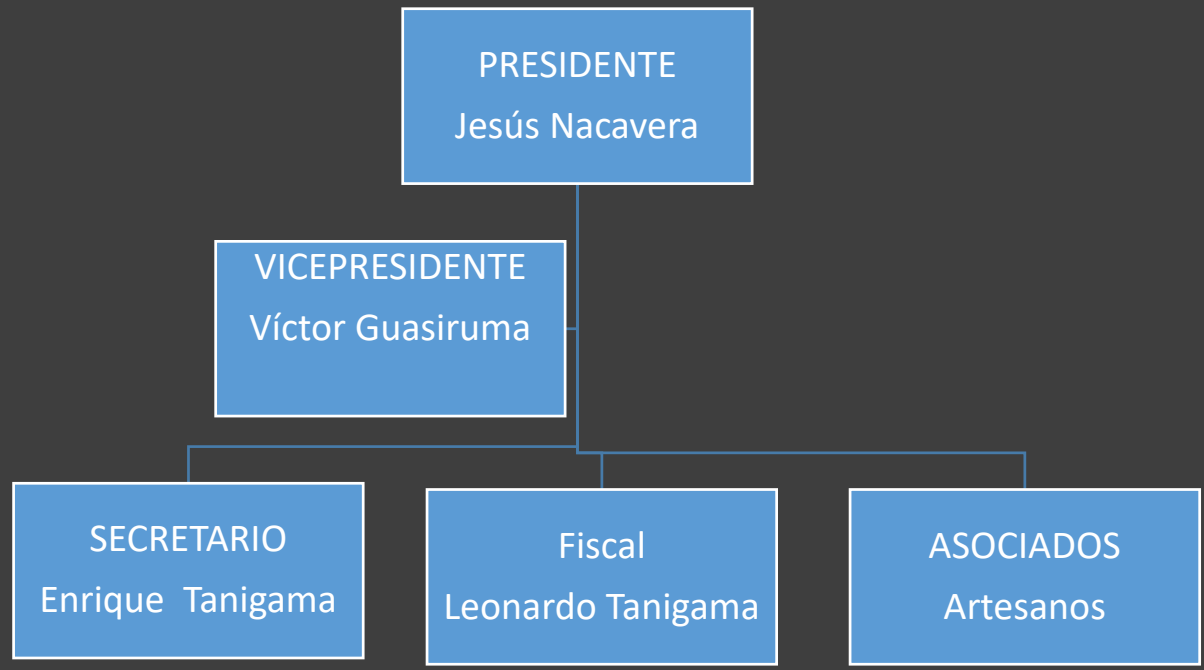 PRESIDENTE
Jesús Nacavera
VICEPRESIDENTE
Víctor Guasiruma
SECRETARIO
Enrique Tanigama
Fiscal
Leonardo Tanigama
ASOCIADOS
Artesanos